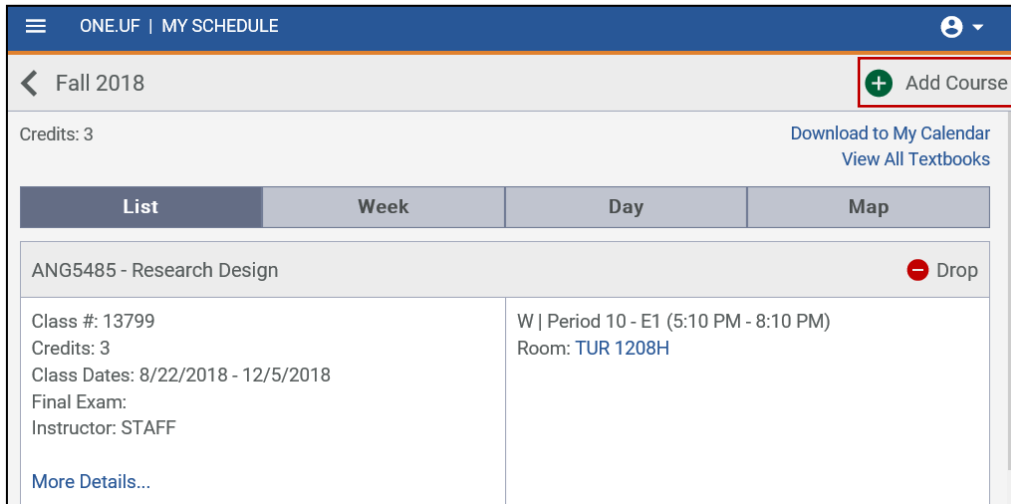 ONE.UF | MY SCHEDULE
Fall 2018
Add Course
Credits: 3
Download to My Calendar
View All Textbooks
List
Week
Day
Map
ANG5485 - Research Design
Drop
Class #: 13799
Credits: 3
Class Dates: 8/22/2018 - 12/5/2018
Final Exam:
Instructor: STAFF
More Details...
W | Period 10 - E1 (5:10 PM - 8:10 PM)
Room: TUR 1208H